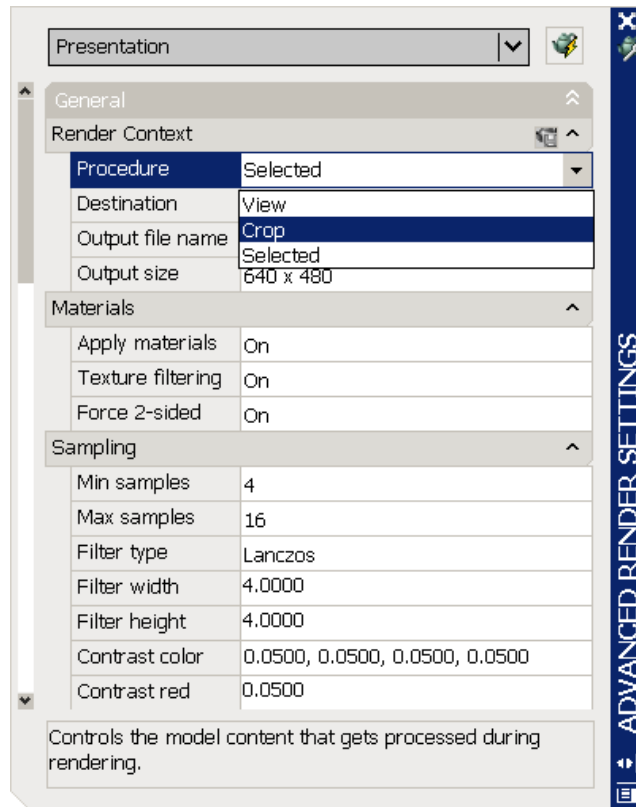 Presentation
General
Render Context
Procedure Selected
Destination View
Output file name Crop
Selected
Output size 640 x 480
Materials
Apply materials On
Texture filtering On
Force 2-sided On
Sampling
Min samples 4
Max samples 16
Filter type Lanczos
Filter width 4.0000
Filter height 4.0000
Contrast color 0.0500, 0.0500, 0.0500, 0.0500
Contrast red 0.0500
Controls the model content that gets processed during
rendering.
ADVANCED RENDER SETTINGS